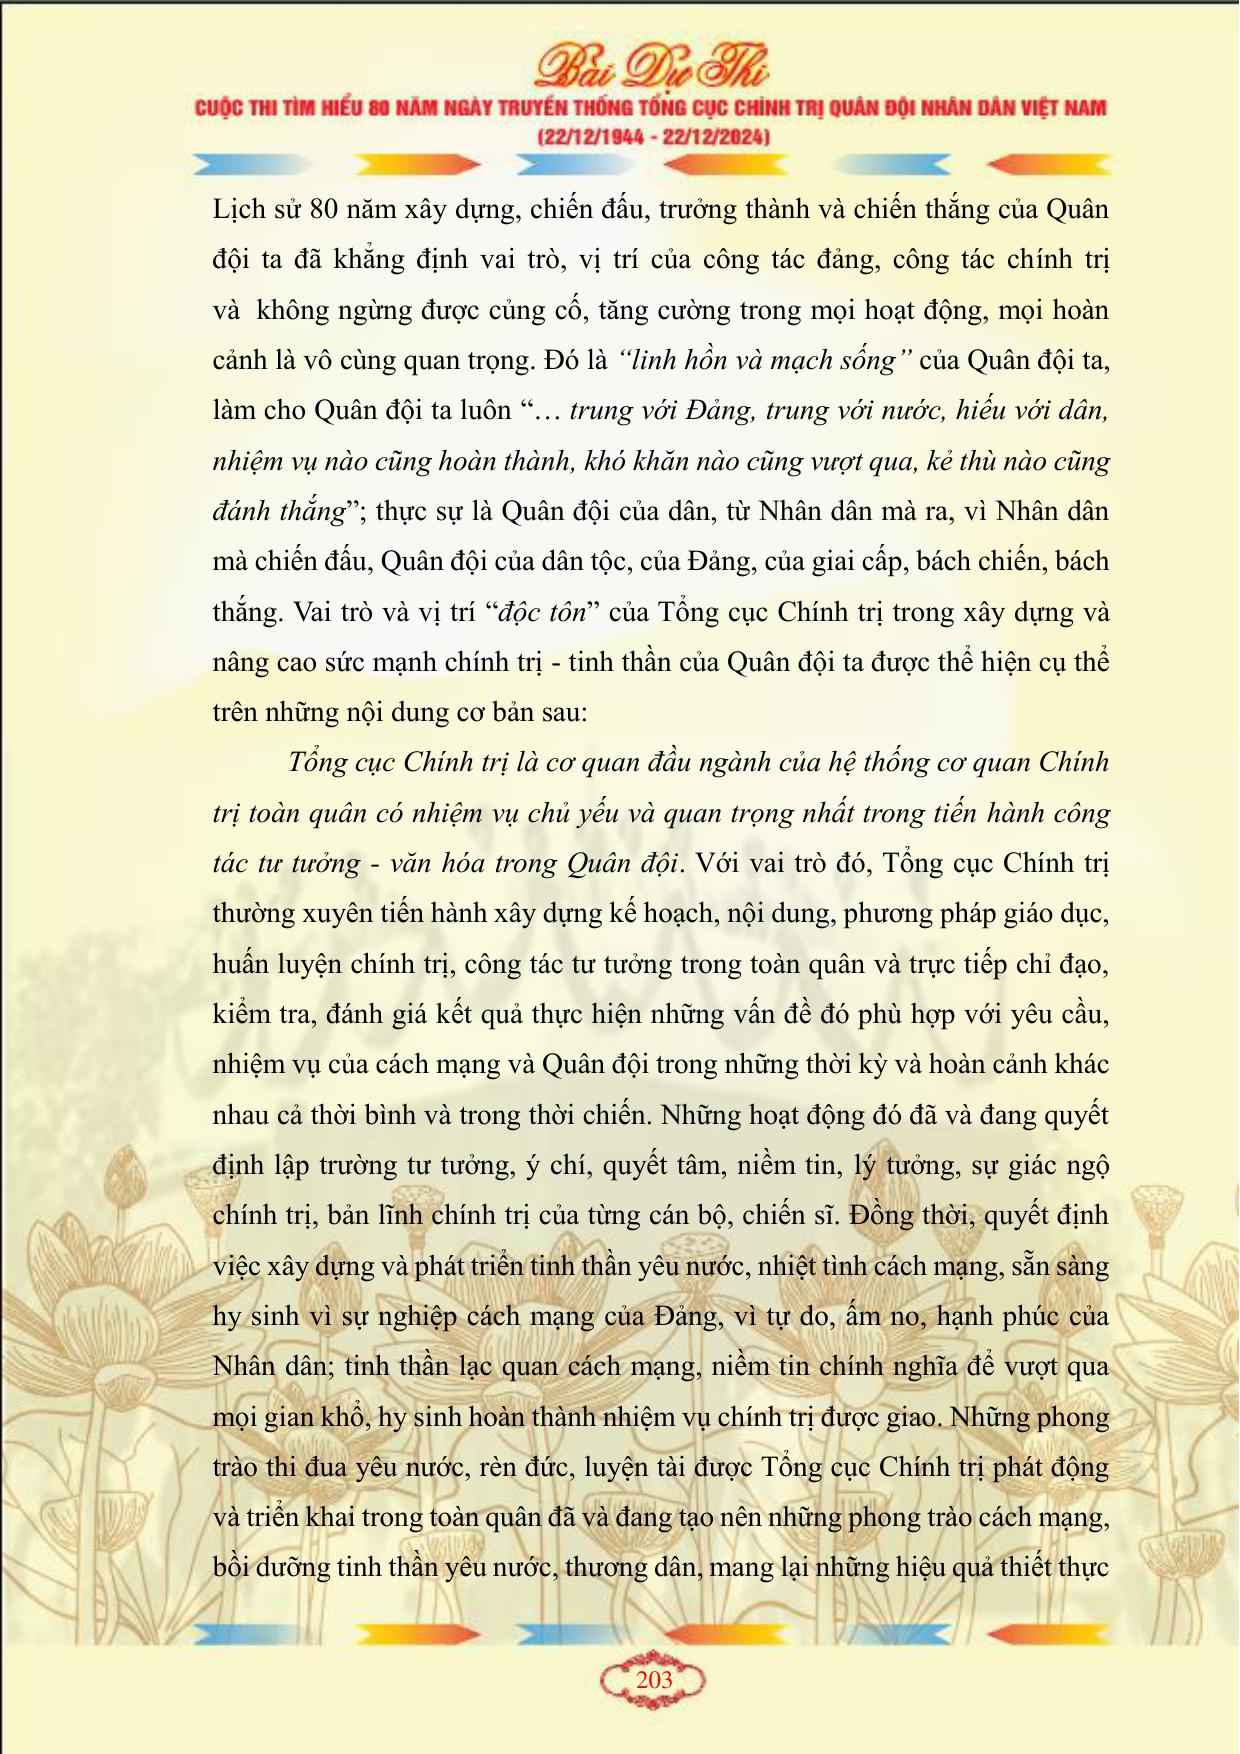 Bài Dự Thi
CUỘC THI TÌM HIỂU 80 NĂM NGÀY TRUYỀN THỐNG TỔNG CỤC CHÍNH TRỊ QUÂN ĐỘI NHÂN DÂN VIỆT NAM
(22/12/1944 - 22/12/2024)
Lịch sử 80 năm xây dựng, chiến đấu, trưởng thành và chiến thắng của Quân
đội ta đã khẳng định vai trò, vị trí của công tác đảng, công tác chính trị
và không ngừng được củng cố, tăng cường trong mọi hoạt động, mọi hoàn
cảnh là vô cùng quan trọng. Đó là “linh hồn và mạch sống” của Quân đội ta,
làm cho Quân đội ta luôn “… trung với Đảng, trung với nước, hiếu với dân,
nhiệm vụ nào cũng hoàn thành, khó khăn nào cũng vượt qua, kẻ thù nào cũng
đánh thắng”; thực sự là Quân đội của dân, từ Nhân dân mà ra, vì Nhân dân
mà chiến đấu, Quân đội của dân tộc, của Đảng, của giai cấp, bách chiến, bách
thắng. Vai trò và vị trí “độc tôn” của Tổng cục Chính trị trong xây dựng và
nâng cao sức mạnh chính trị - tinh thần của Quân đội ta được thể hiện cụ thể
trên những nội dung cơ bản sau:
Tổng cục Chính trị là cơ quan đầu ngành của hệ thống cơ quan Chính
trị toàn quân có nhiệm vụ chủ yếu và quan trọng nhất trong tiến hành công
tác tư tưởng - văn hóa trong Quân đội. Với vai trò đó, Tổng cục Chính trị
thường xuyên tiến hành xây dựng kế hoạch, nội dung, phương pháp giáo dục,
huấn luyện chính trị, công tác tư tưởng trong toàn quân và trực tiếp chỉ đạo,
kiểm tra, đánh giá kết quả thực hiện những vấn đề đó phù hợp với yêu cầu,
nhiệm vụ của cách mạng và Quân đội trong những thời kỳ và hoàn cảnh khác
nhau cả thời bình và trong thời chiến. Những hoạt động đó đã và đang quyết
định lập trường tư tưởng, ý chí, quyết tâm, niềm tin, lý tưởng, sự giác ngộ
chính trị, bản lĩnh chính trị của từng cán bộ, chiến sĩ. Đồng thời, quyết định
việc xây dựng và phát triển tinh thần yêu nước, nhiệt tình cách mạng, sẵn sàng
hy sinh vì sự nghiệp cách mạng của Đảng, vì tự do, ấm no, hạnh phúc của
Nhân dân; tinh thần lạc quan cách mạng, niềm tin chính nghĩa để vượt qua
mọi gian khổ, hy sinh hoàn thành nhiệm vụ chính trị được giao. Những phong
trào thi đua yêu nước, rèn đức, luyện tài được Tổng cục Chính trị phát động
và triển khai trong toàn quân đã và đang tạo nên những phong trào cách mạng,
bồi dưỡng tinh thần yêu nước, thương dân, mang lại những hiệu quả thiết thực
203